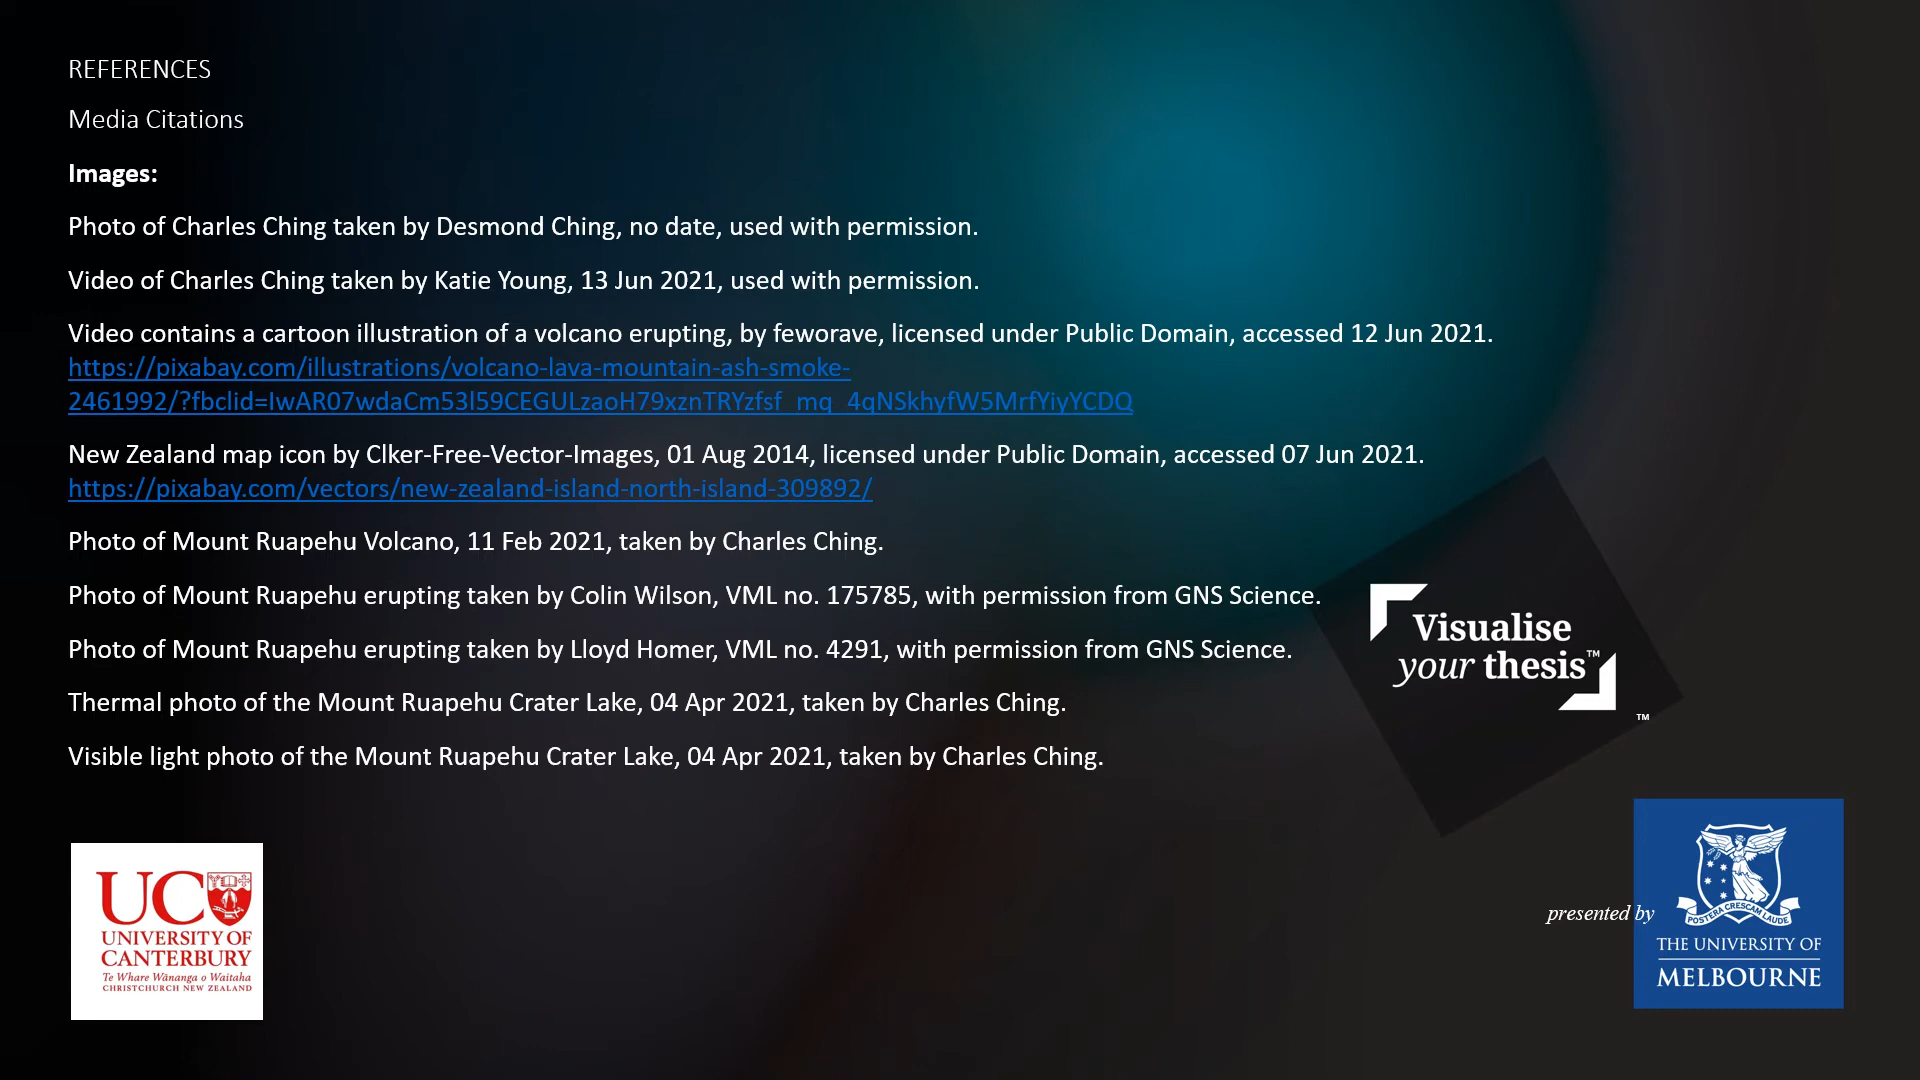 REFERENCES
Media Citations
Images:
Photo of Charles Ching taken by Desmond Ching, no date, used with permission.
Video of Charles Ching taken by Katie Young, 13 Jun 2021, used with permission.
Video contains a cartoon illustration of a volcano erupting, by feworave, licensed under Public Domain, accessed 12 Jun 2021.
https://pixabay.com/illustrations/volcano-lava-mountain-ash-smoke-
2461992/?fbclid=IwAR07wdaCm53l59CEGULzaoH79xznTRYzfsf_mq_4qNSkhyfW5MrfYiyYCDQ
New Zealand map icon by Clker-Free-Vector-Images, 01 Aug 2014, licensed under Public Domain, accessed 07 Jun 2021.
https://pixabay.com/vectors/new-zealand-island-north-island-309892/
Photo of Mount Ruapehu Volcano, 11 Feb 2021, taken by Charles Ching.
Photo of Mount Ruapehu erupting taken by Colin Wilson, VML no. 175785, with permission from GNS Science.
Photo of Mount Ruapehu erupting taken by Lloyd Homer, VML no. 4291, with permission from GNS Science.
Thermal photo of the Mount Ruapehu Crater Lake, 04 Apr 2021, taken by Charles Ching.
Visible light photo of the Mount Ruapehu Crater Lake, 04 Apr 2021, taken by Charles Ching.
Visualise
your thesis™
™
UC
UNIVERSITY OF
CANTERBURY
Te Whare Wānanga o Waitaha
CHRISTCHURCH NEW ZEALAND
presented by
POSTERA CRESCAM LAUDE
THE UNIVERSITY OF
MELBOURNE